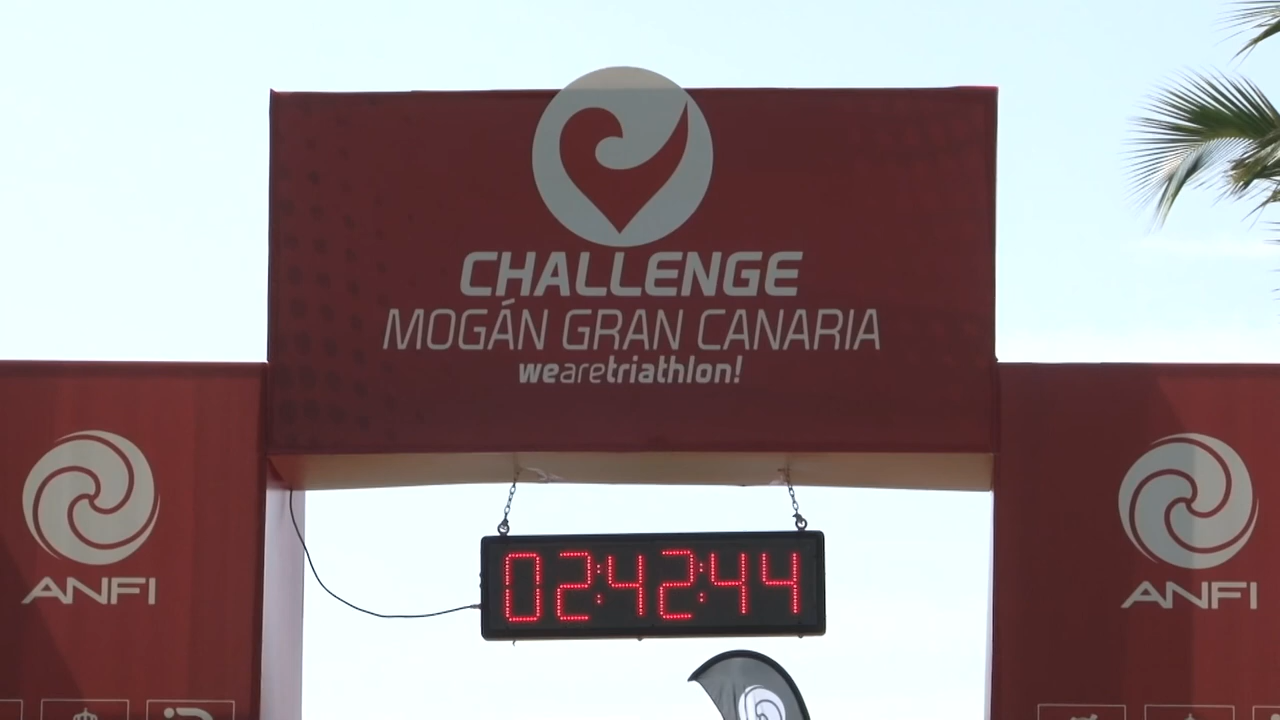 CHALLENGE
MOGÁN GRAN CANARIA
wearetriathlon!
ANFI
ANFI
02:42:44